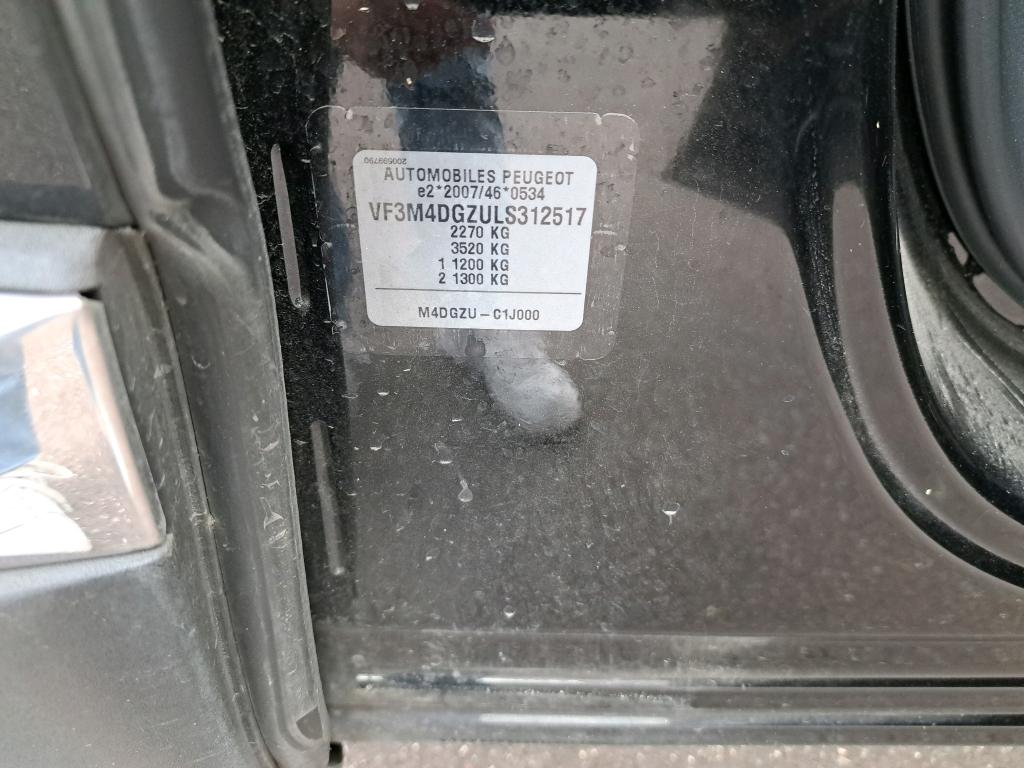 200599790
AUTOMOBILES PEUGEOT
e2*2007/46*0534
VF3M4DGZULS312517
2270 KG
3520 KG
1 1200 KG
2 1300 KG
M4DGZU - C1J000